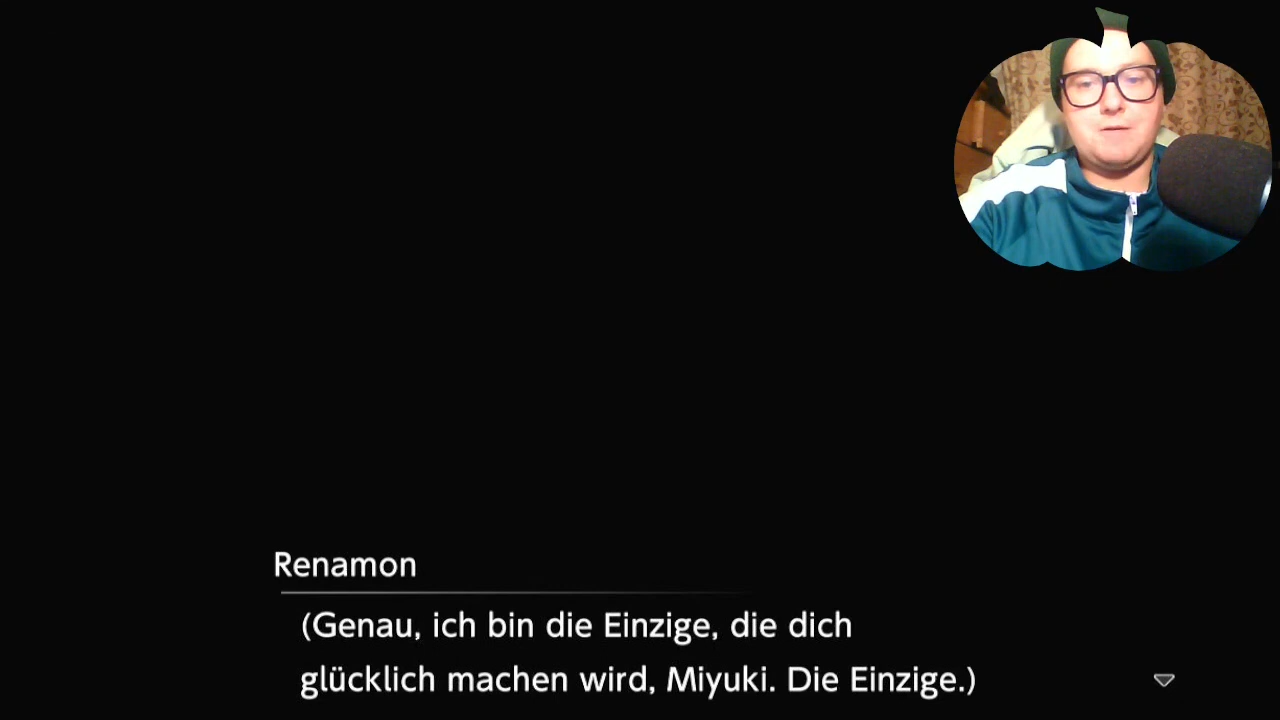 Renamon
(Genau, ich bin die Einzige, die dich
glücklich machen wird, Miyuki. Die Einzige.)